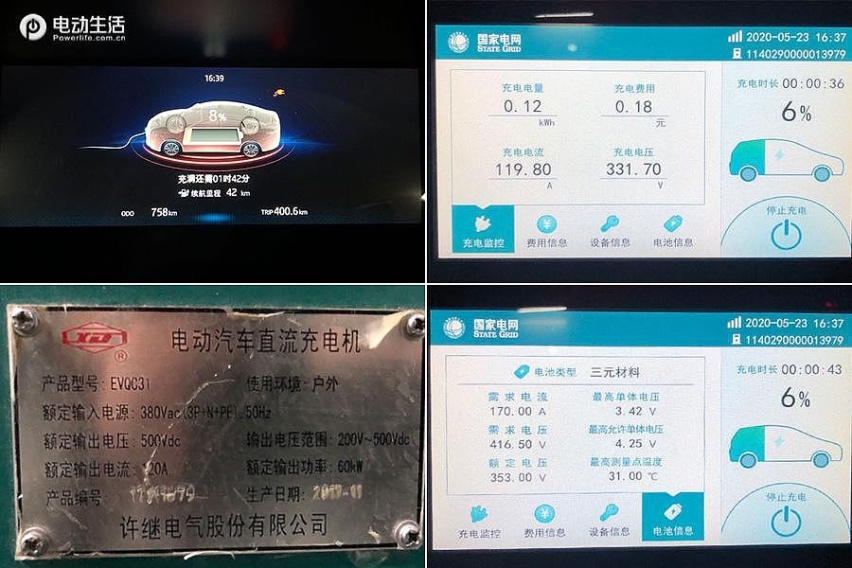 电动生活
Powerlife.com.cn
16:39
8%
充满还需01时42分
续航里程 42 km
ODO 758km TRIP 400.6km
国家电网
STATE GRID
2020-05-23 16:37
1140290000013979
充电电量 充电费用
0.12 kWh 0.18 元
充电电流 充电电压
119.80 A 331.70 V
充电时长 00:00:36
6%
停止充电
充电监控 费用信息 设备信息 电池信息
XJ®
电动汽车直流充电机
产品型号: EVQC31 使用环境: 户外
额定输入电源: 380Vac(3P+N+PE),50Hz
额定输出电压: 500Vdc 输出电压范围: 200V~500Vdc
额定输出电流: 120A 额定输出功率: 60kW
产品编号 生产日期: 2017-11
许继电气股份有限公司
国家电网
STATE GRID
2020-05-23 16:37
1140290000013979
电池类型 三元材料
需求电流 最高单体电压
170.00 A 3.42 V
需求电压 最高允许单体电压
416.50 V 4.25 V
额定电压 最高测量点温度
353.00 V 31.00 ℃
充电时长 00:00:43
6%
停止充电
充电监控 费用信息 设备信息 电池信息